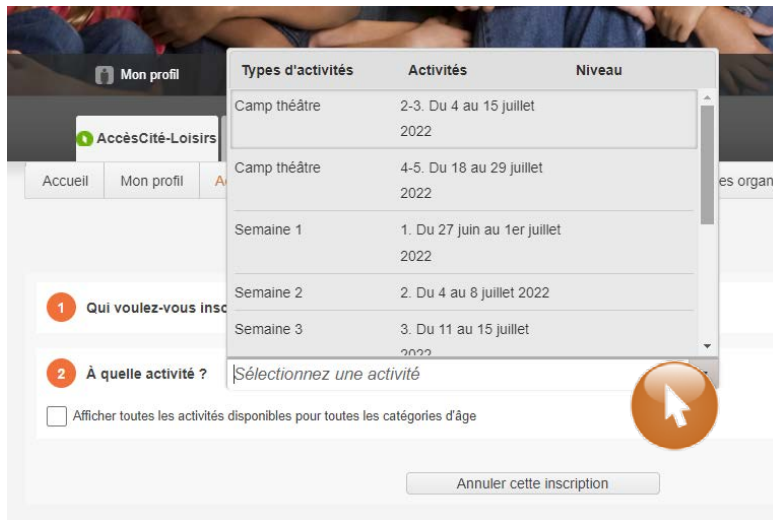 Mon profil
Types d'activités Activités Niveau
Camp théâtre 2-3. Du 4 au 15 juillet
2022
AccèsCité-Loisirs
Camp théâtre 4-5. Du 18 au 29 juillet
2022
Accueil Mon profil
es organ
Semaine 1 1. Du 27 juin au 1er juillet
2022
Semaine 2 2. Du 4 au 8 juillet 2022
1 Qui voulez-vous insc
Semaine 3 3. Du 11 au 15 juillet
2022
2 À quelle activité ? Sélectionnez une activité
Afficher toutes les activités disponibles pour toutes les catégories d'âge
Annuler cette inscription